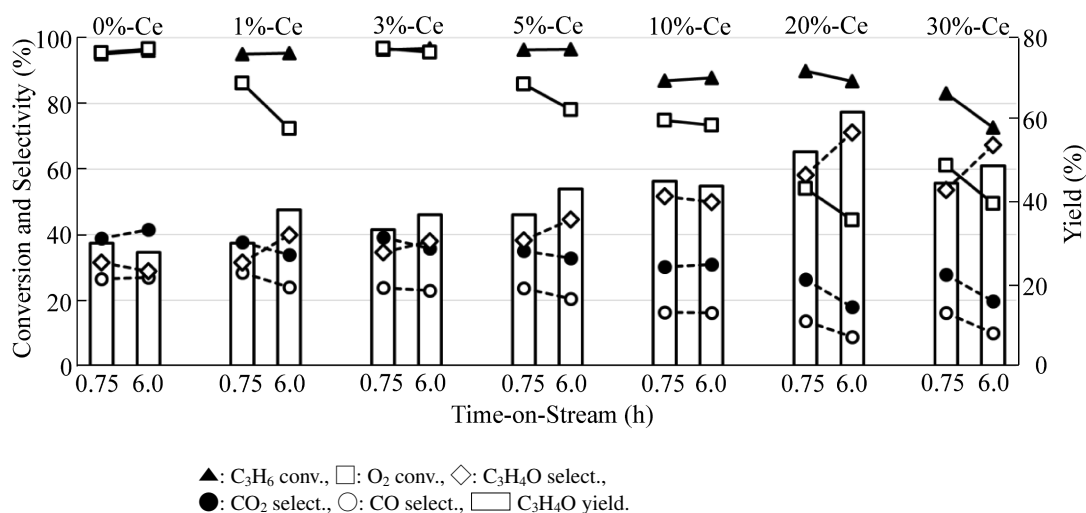 0%-Ce 1%-Ce 3%-Ce 5%-Ce 10%-Ce 20%-Ce 30%-Ce
Conversion and Selectivity (%)
100
80
60
40
20
0
80
60
40
20
0
Yield (%)
0.75 6.0 0.75 6.0 0.75 6.0 0.75 6.0 0.75 6.0 0.75 6.0 0.75 6.0
Time-on-Stream (h)
▲: C₃H₆ conv., □: O₂ conv., ◇: C₃H₄O select.,
●: CO₂ select., ○: CO select., ▭ C₃H₄O yield.